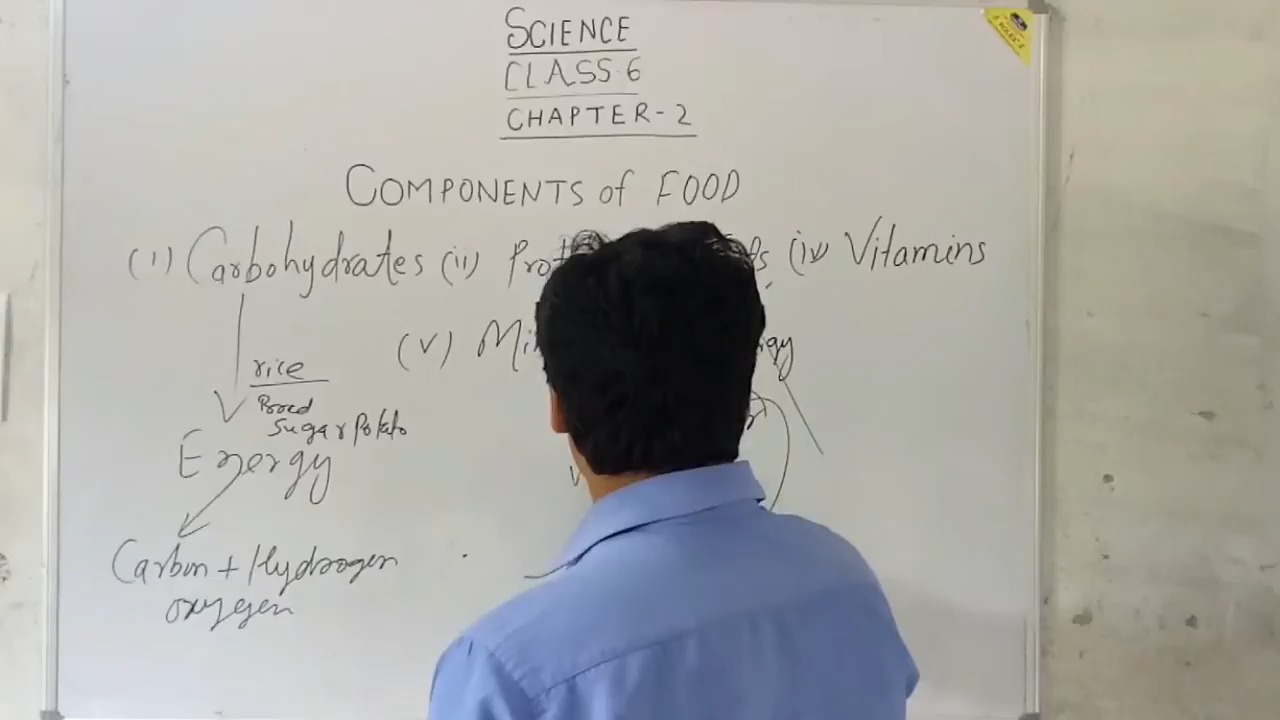 SCIENCE
CLASS 6
CHAPTER-2
COMPONENTS of FOOD
(i) Carbohydrates (ii) Prot (iv Vitamins
(v) Mi
rice
Sugar Potato
Energy
Carbon + Hydrogen
oxygen